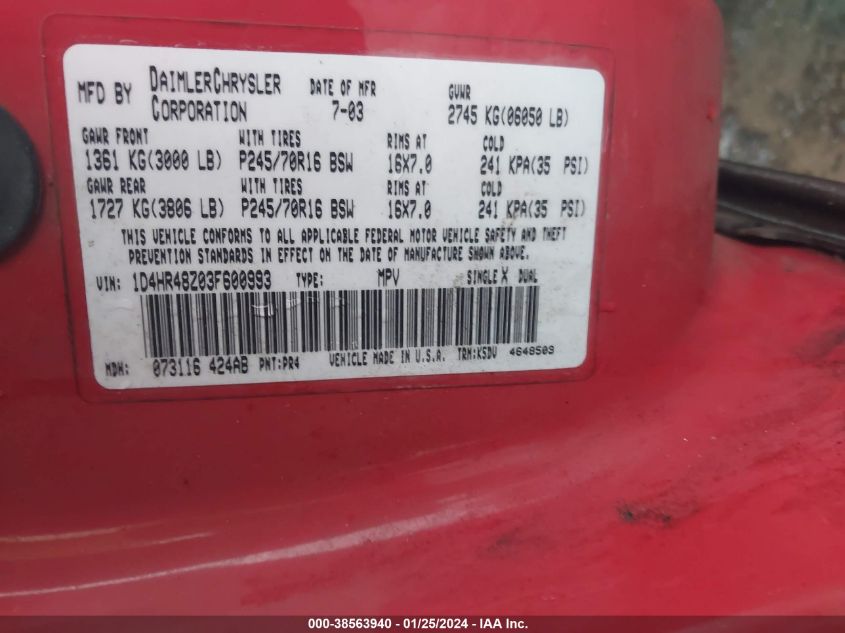 MFD BY DAIMLERCHRYSLER CORPORATION DATE OF MFR 7-03 GVWR 2745 KG(06050 LB)
GAWR FRONT WITH TIRES RIMS AT COLD
1361 KG(3000 LB) P245/70R16 BSW 16X7.0 241 KPA(35 PSI)
GAWR REAR WITH TIRES RIMS AT COLD
1727 KG(3806 LB) P245/70R16 BSW 16X7.0 241 KPA(35 PSI)
THIS VEHICLE CONFORMS TO ALL APPLICABLE FEDERAL MOTOR VEHICLE SAFETY AND THEFT
PREVENTION STANDARDS IN EFFECT ON THE DATE OF MANUFACTURE SHOWN ABOVE.
VIN: 1D4HR48Z03F600993 TYPE: MPV SINGLE X DUAL
MDH: 073116 424AB PNT:PR4 VEHICLE MADE IN U.S.A. TRM:KSDV 4648503
000-38563940 - 01/25/2024 - IAA Inc.